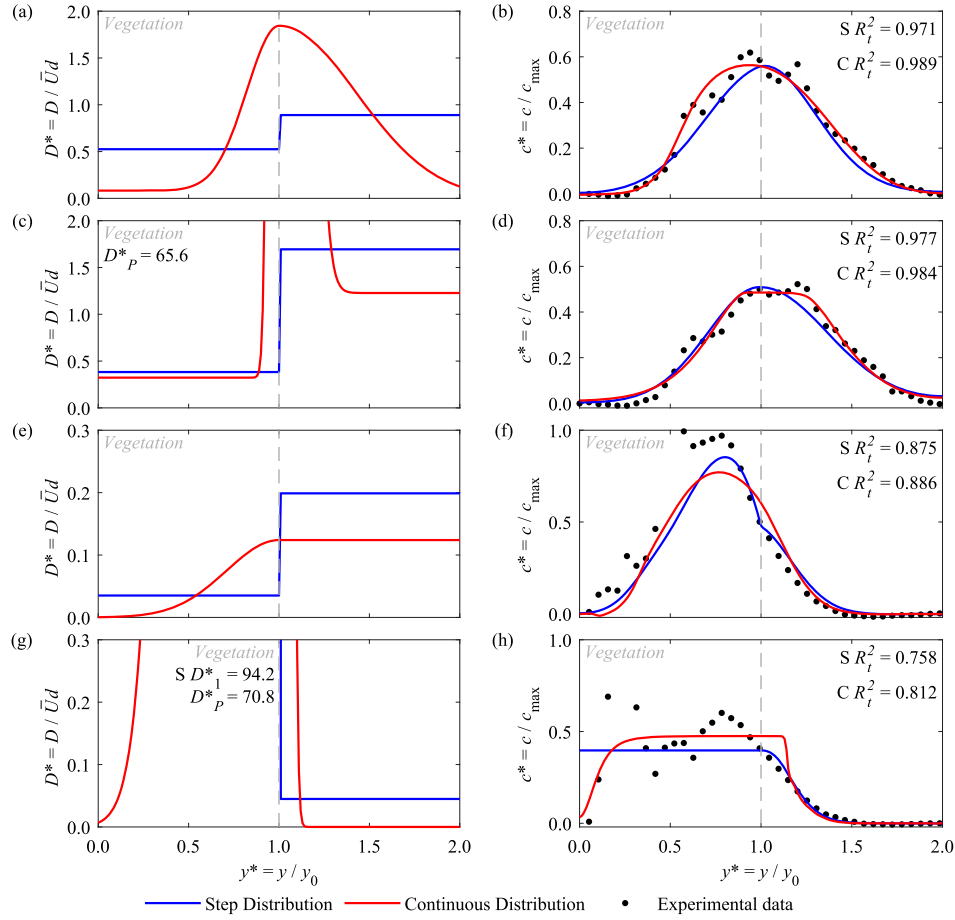 (a)
Vegetation
2.0
1.5
1.0
0.5
0.0
D* = D / Ūd
(b)
Vegetation
S R_t^2 = 0.971
C R_t^2 = 0.989
0.8
0.6
0.4
0.2
0.0
c* = c / c_max
(c)
Vegetation
D*_P = 65.6
2.0
1.5
1.0
0.5
0.0
D* = D / Ūd
(d)
Vegetation
S R_t^2 = 0.977
C R_t^2 = 0.984
0.8
0.6
0.4
0.2
0.0
c* = c / c_max
(e)
Vegetation
0.3
0.2
0.1
0.0
D* = D / Ūd
(f)
Vegetation
S R_t^2 = 0.875
C R_t^2 = 0.886
1.0
0.5
0.0
c* = c / c_max
(g)
Vegetation
S D*_1 = 94.2
D*_P = 70.8
0.3
0.2
0.1
0.0
D* = D / Ūd
0.0 0.5 1.0 1.5 2.0
y* = y / y_0
(h)
Vegetation
S R_t^2 = 0.758
C R_t^2 = 0.812
1.0
0.5
0.0
c* = c / c_max
0.0 0.5 1.0 1.5 2.0
y* = y / y_0
Step Distribution Continuous Distribution Experimental data